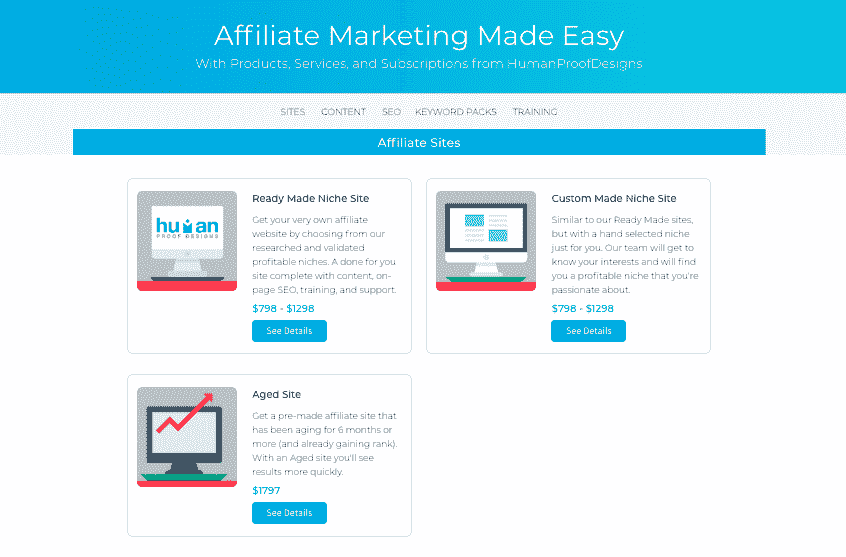 Affiliate Marketing Made Easy
With Products, Services, and Subscriptions from HumanProofDesigns
SITES CONTENT SEO KEYWORD PACKS TRAINING
Affiliate Sites
human
PROOF DESIGNS
Ready Made Niche Site
Get your very own affiliate
website by choosing from our
researched and validated
profitable niches. A done for you
site complete with content, on-
page SEO, training, and support.
$798 - $1298
See Details
Custom Made Niche Site
Similar to our Ready Made sites,
but with a hand selected niche
just for you. Our team will get to
know your interests and will find
you a profitable niche that you're
passionate about.
$798 - $1298
See Details
Aged Site
Get a pre-made affiliate site that
has been aging for 6 months or
more (and already gaining rank).
With an Aged site you'll see
results more quickly.
$1797
See Details